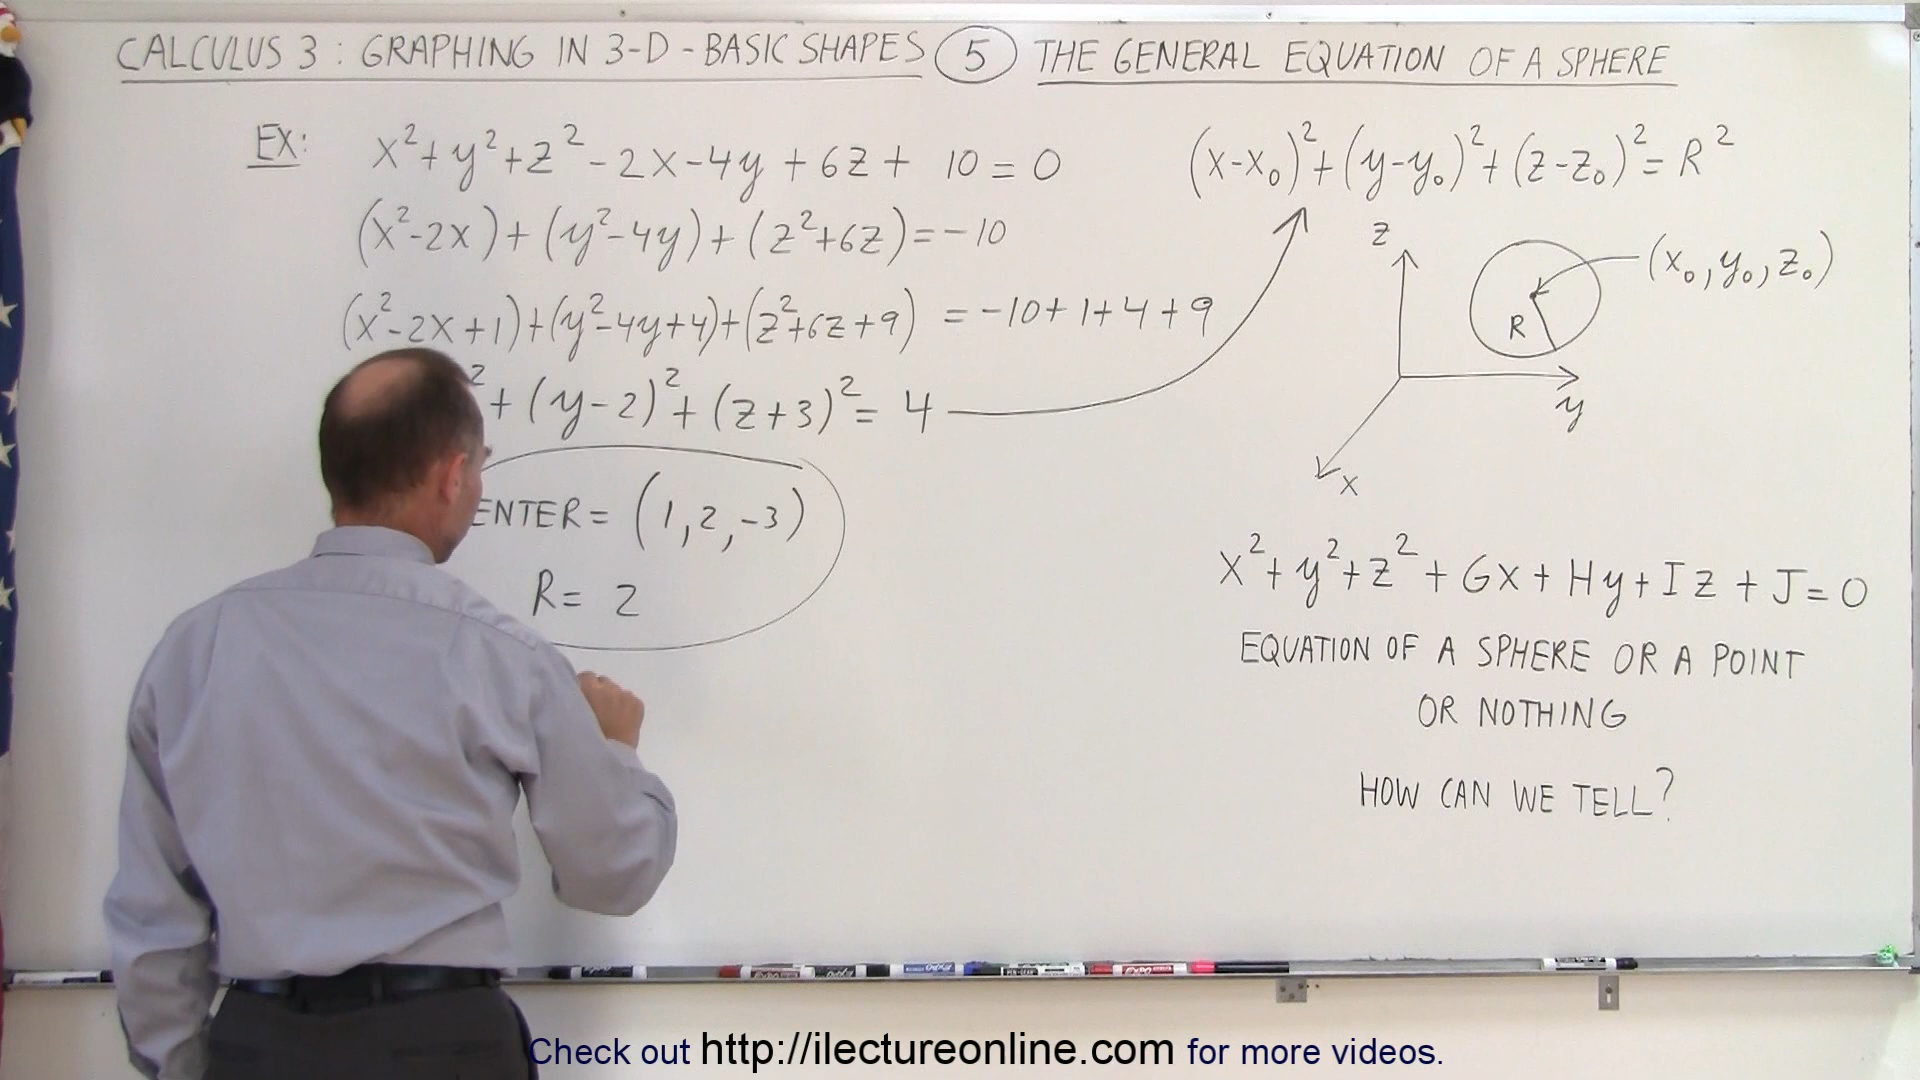 CALCULUS 3 : GRAPHING IN 3-D - BASIC SHAPES 5 THE GENERAL EQUATION OF A SPHERE
EX: x²+y²+z²-2x-4y+6z+10=0
(x²-2x)+(y²-4y)+(z²+6z)=-10
(x²-2x+1)+(y²-4y+4)+(z²+6z+9)=-10+1+4+9
²+(y-2)²+(z+3)²=4
ENTER=(1,2,-3)
R=2
(x-x₀)²+(y-y₀)²+(z-z₀)²=R²
z
(x₀,y₀,z₀)
R
y
x
x²+y²+z²+Gx+Hy+Iz+J=0
EQUATION OF A SPHERE OR A POINT
OR NOTHING
HOW CAN WE TELL?
Check out http://ilectureonline.com for more videos.